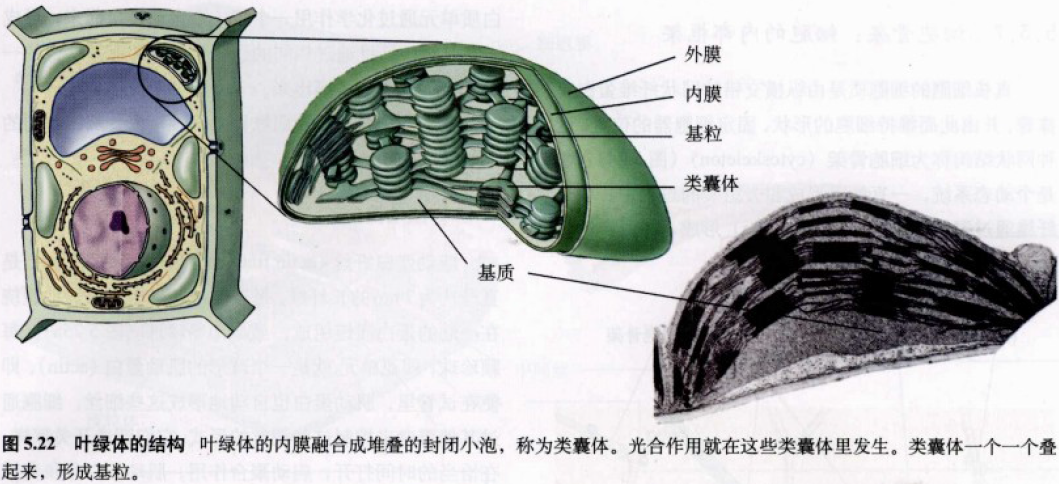 外膜
内膜
基粒
类囊体
基质
图 5.22 叶绿体的结构 叶绿体的内膜融合成堆叠的封闭小泡，称为类囊体。光合作用就在这些类囊体里发生。类囊体一个一个叠
起来，形成基粒。